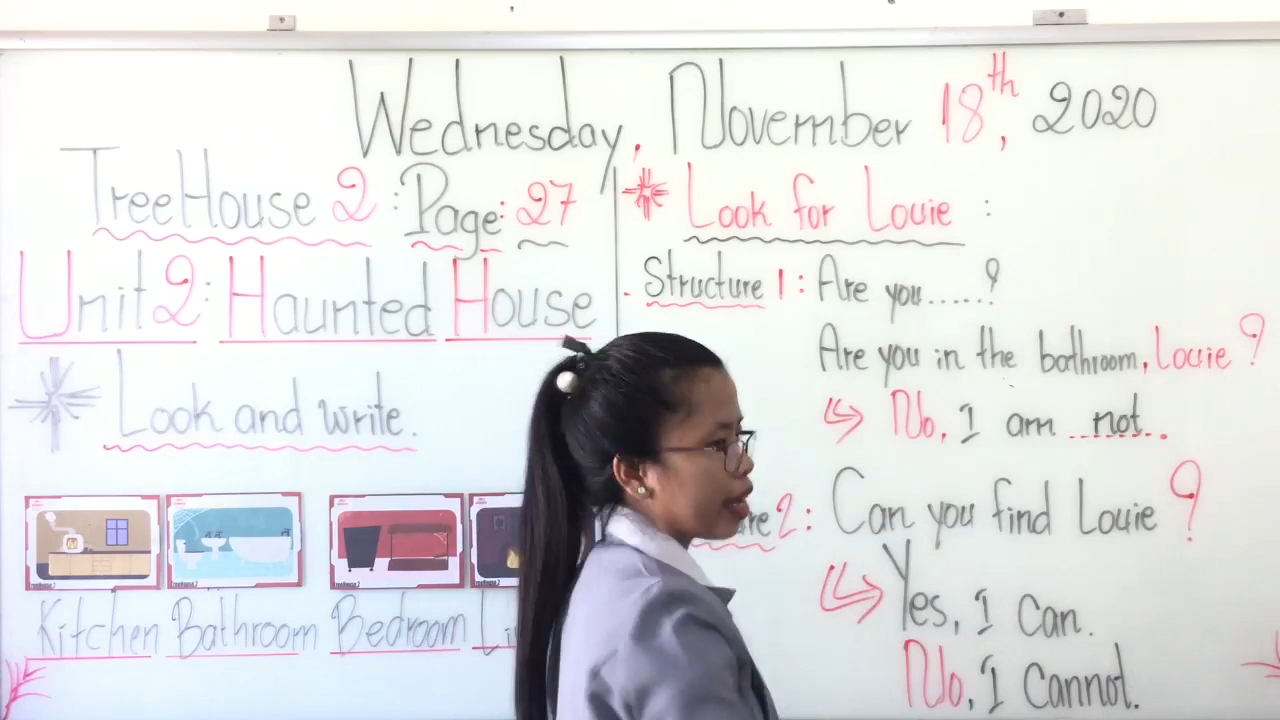 Wednesday, November 18th, 2020
TreeHouse 2 : Page: 27
Unit 2: Haunted House
Look and write.
Kitchen Bathroom Bedroom
Look for Louie :
Structure 1: Are you......?
Are you in the bathroom, Louie?
No, I am not.
2: Can you find Louie?
Yes, I Can.
No, I Cannot.